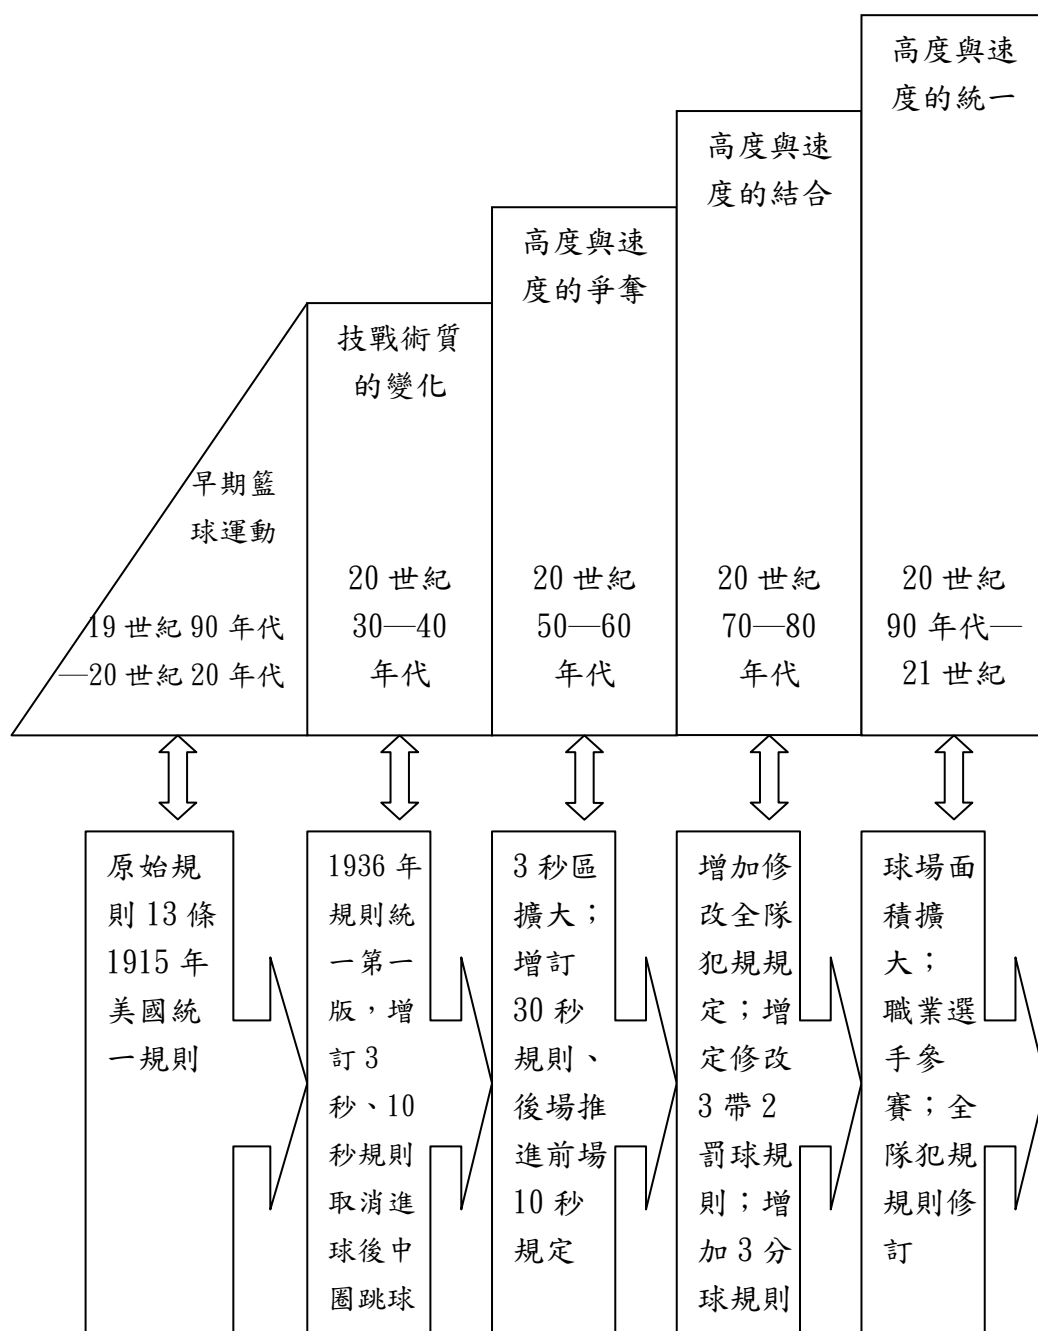 高度與速
度的統一
高度與速
度的結合
高度與速
度的爭奪
技戰術質
的變化
早期籃
球運動
19 世紀 90 年代
—20 世紀 20 年代
20 世紀
30—40
年代
20 世紀
50—60
年代
20 世紀
70—80
年代
20 世紀
90 年代—
21 世紀
原始規
則 13 條
1915 年
美國統
一規則
1936 年
規則統
一第一
版，增
訂 3
秒、10
秒規則
取消進
球後中
圈跳球
3 秒區
擴大；
增訂
30 秒
規則、
後場推
進前場
10 秒
規定
增加修
改全隊
犯規規
定；增
定修改
3 帶 2
罰球規
則；增
加 3 分
球規則
球場面
積擴
大；
職業選
手參
賽；全
隊犯規
規則修
訂